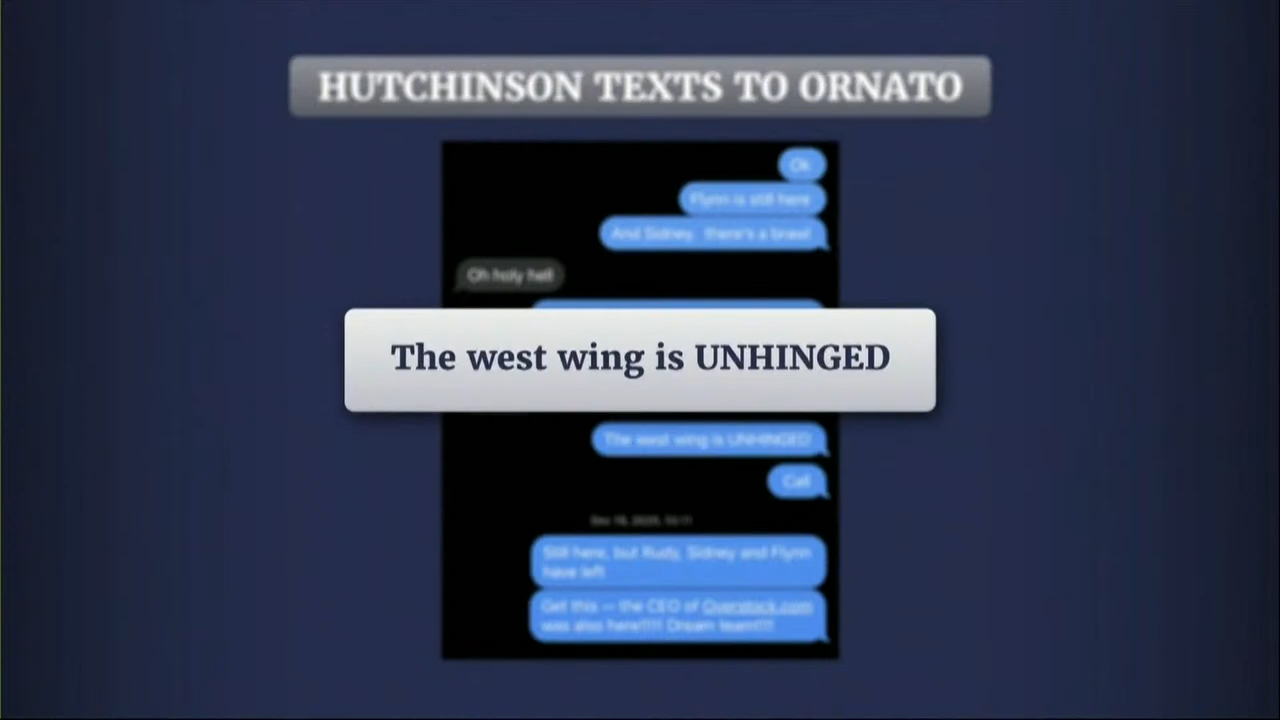 HUTCHINSON TEXTS TO ORNATO
Ok
Flynn is still here
And Sidney. there's a brawl
Oh holy hell
The west wing is UNHINGED
The west wing is UNHINGED
Call
Still here, but Rudy, Sidney and Flynn
have left
Get this — the CEO of Overstock.com
was also here!!!!! Dream team!!!!